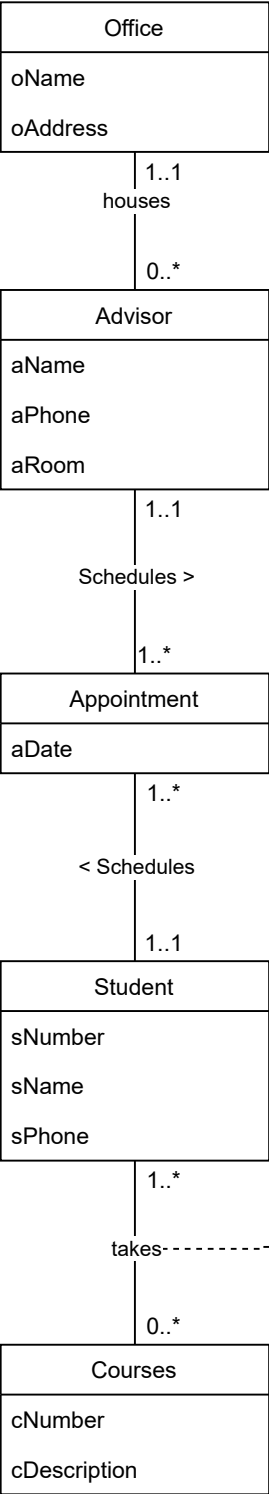 Office
oName
oAddress
1..1
houses
0..*
Advisor
aName
aPhone
aRoom
1..1
Schedules >
1..*
Appointment
aDate
1..*
< Schedules
1..1
Student
sNumber
sName
sPhone
1..*
takes
0..*
Courses
cNumber
cDescription